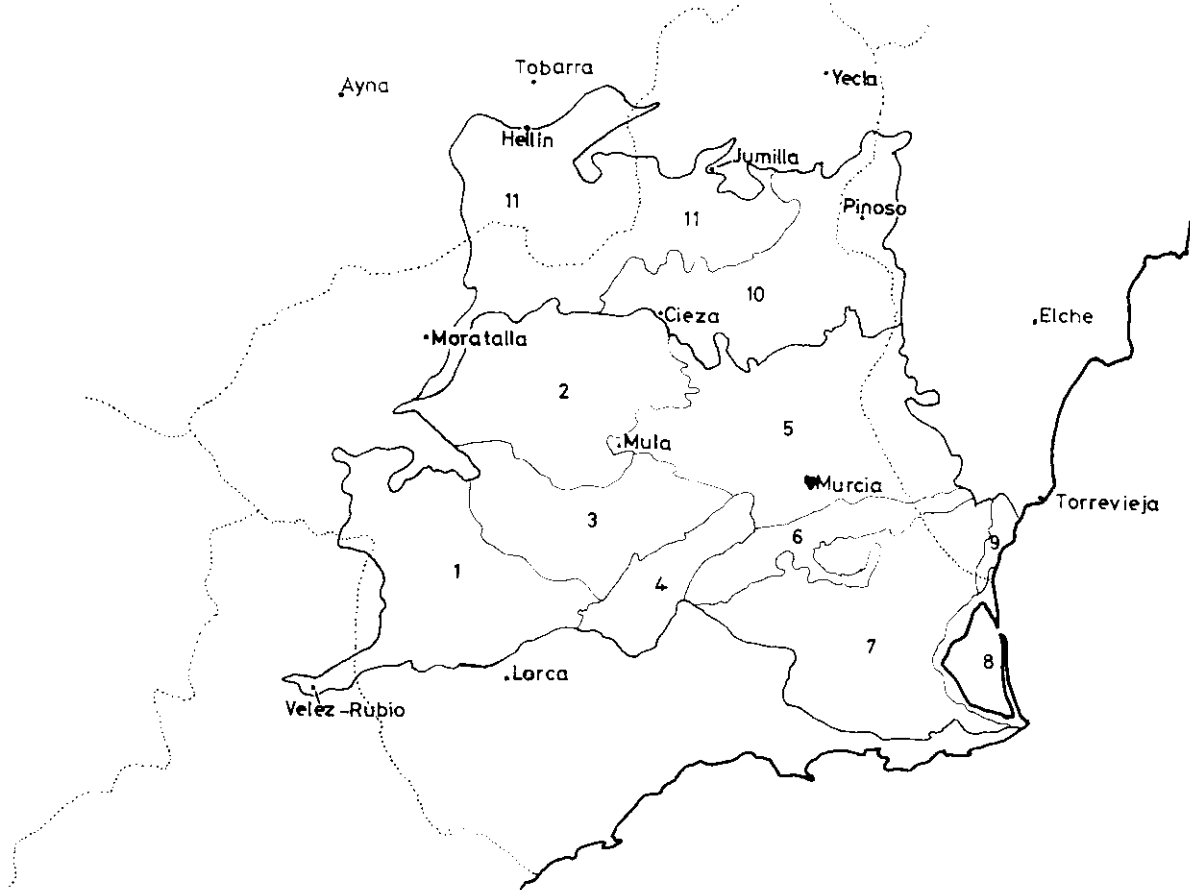 Tobarra
Yecla
Ayna
Hellín
Jumilla
11
11
Pinoso
10
Cieza
Elche
Moratalla
2
5
Mula
Murcia
Torrevieja
3
6
9
1
4
7
8
Lorca
Velez-Rubio